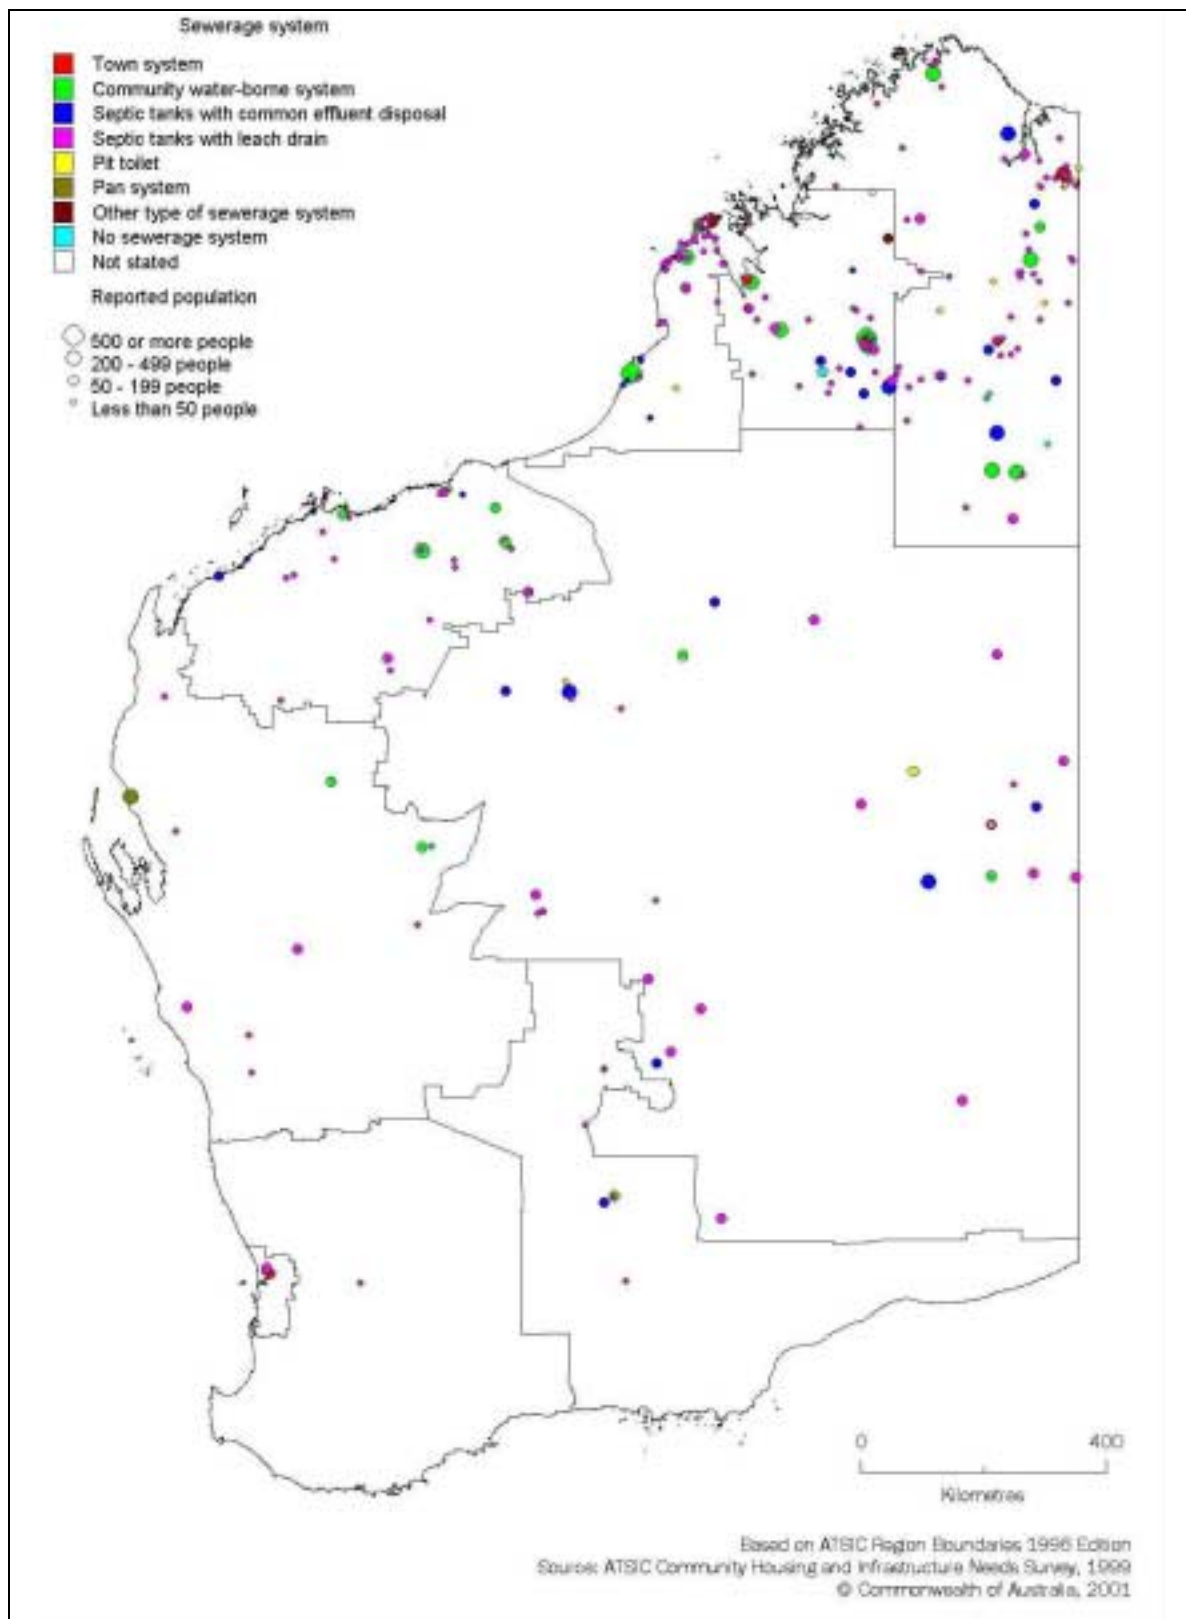 Sewerage system
Town system
Community water-borne system
Septic tanks with common effluent disposal
Septic tanks with leach drain
Pit toilet
Pan system
Other type of sewerage system
No sewerage system
Not stated
Reported population
500 or more people
200 - 499 people
50 - 199 people
Less than 50 people
0 400
Kilometres
Based on ATSIC Region Boundaries 1996 Edition
Source: ATSIC Community Housing and Infrastructure Needs Survey, 1999
© Commonwealth of Australia, 2001